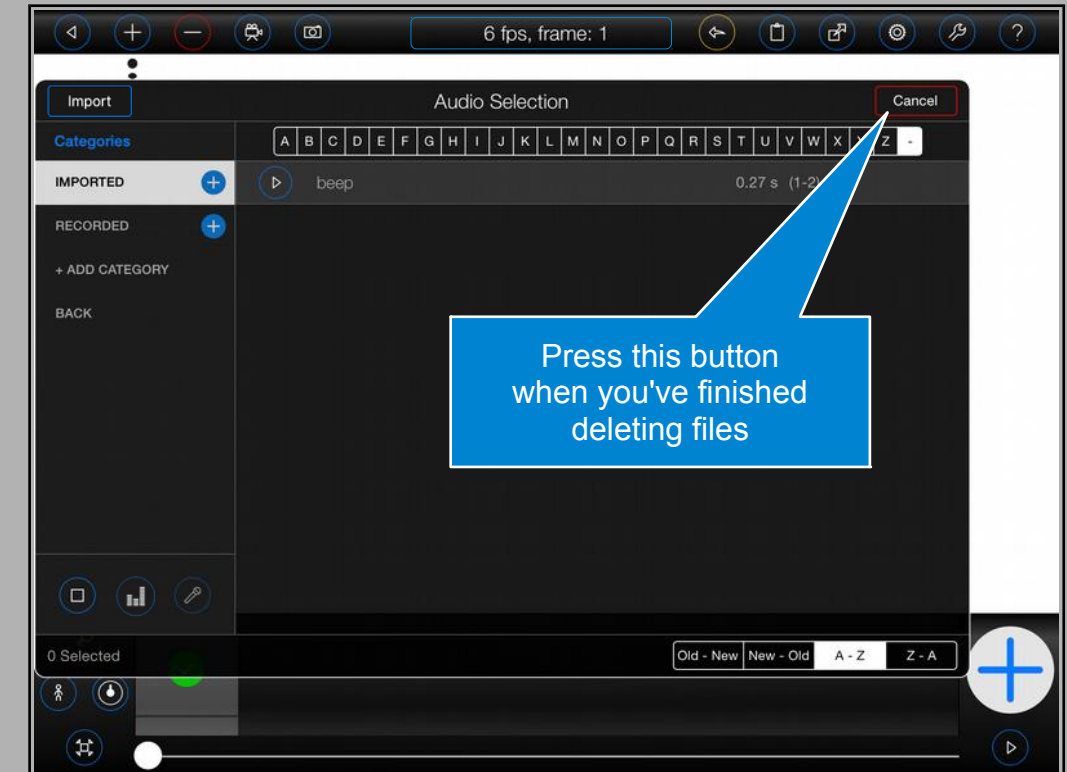 6 fps, frame: 1
?
Import
Audio Selection
Cancel
Categories
A B C D E F G H I J K L M N O P Q R S T U V W X Y Z -
IMPORTED
beep
0.27 s (1-2)
RECORDED
+ ADD CATEGORY
BACK
Press this button
when you've finished
deleting files
0 Selected
Old - New New - Old A - Z Z - A